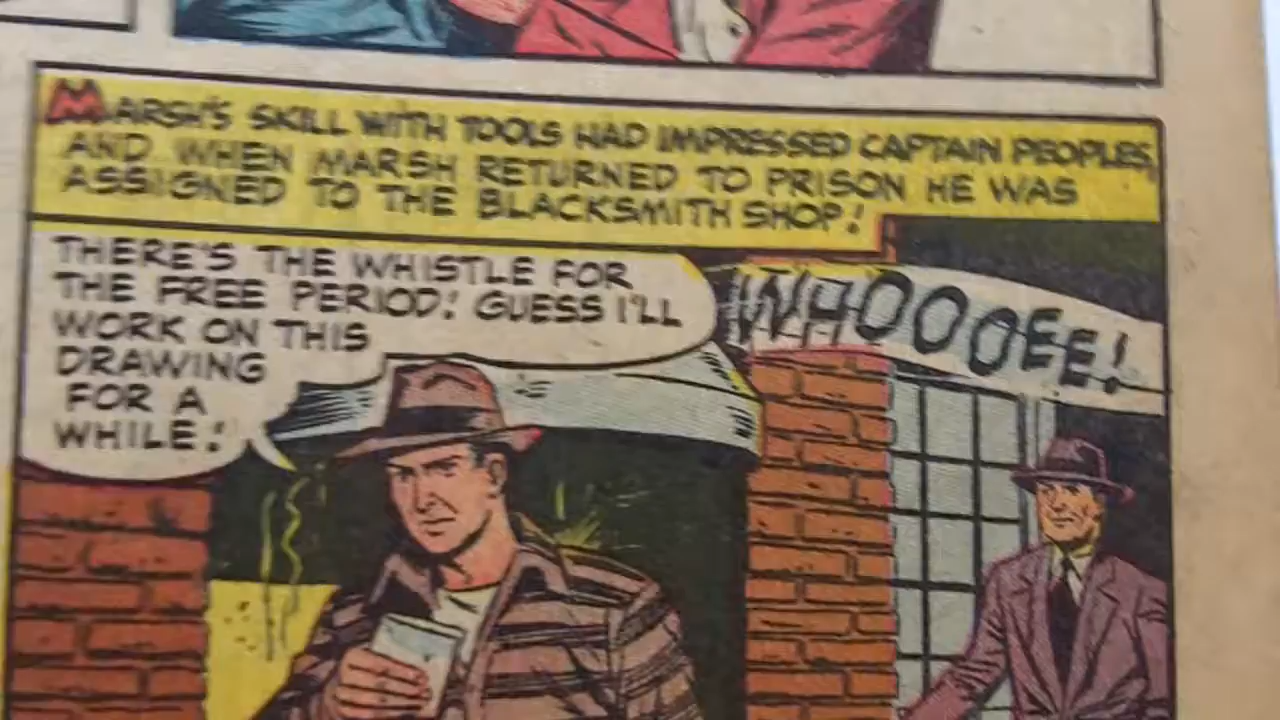 MARSH'S SKILL WITH TOOLS HAD IMPRESSED CAPTAIN PEOPLES,
AND WHEN MARSH RETURNED TO PRISON HE WAS
ASSIGNED TO THE BLACKSMITH SHOP!
THERE'S THE WHISTLE FOR
THE FREE PERIOD! GUESS I'LL
WORK ON THIS
DRAWING
FOR A
WHILE!
WHOOOOEE!